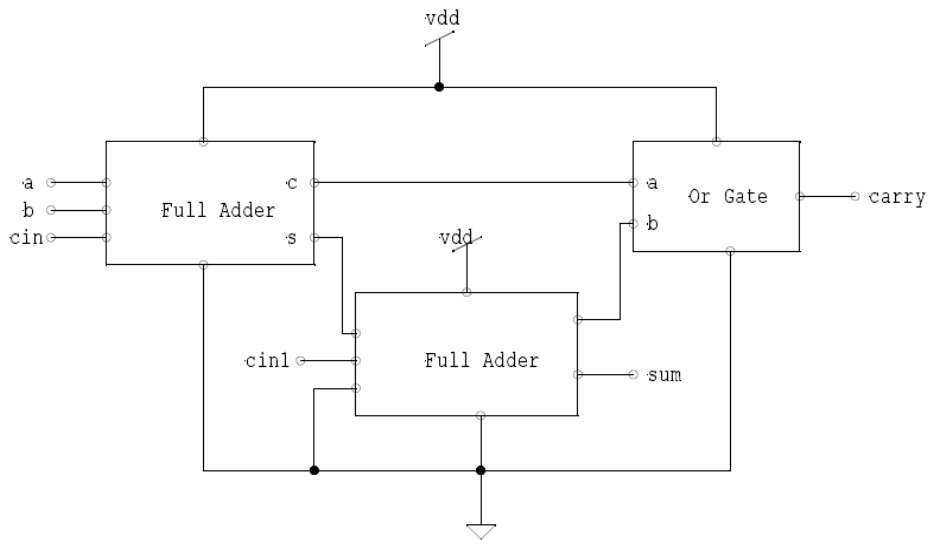 vdd
a
b
cin
Full Adder
c
s
a
b
Or Gate
carry
vdd
cin1
Full Adder
sum